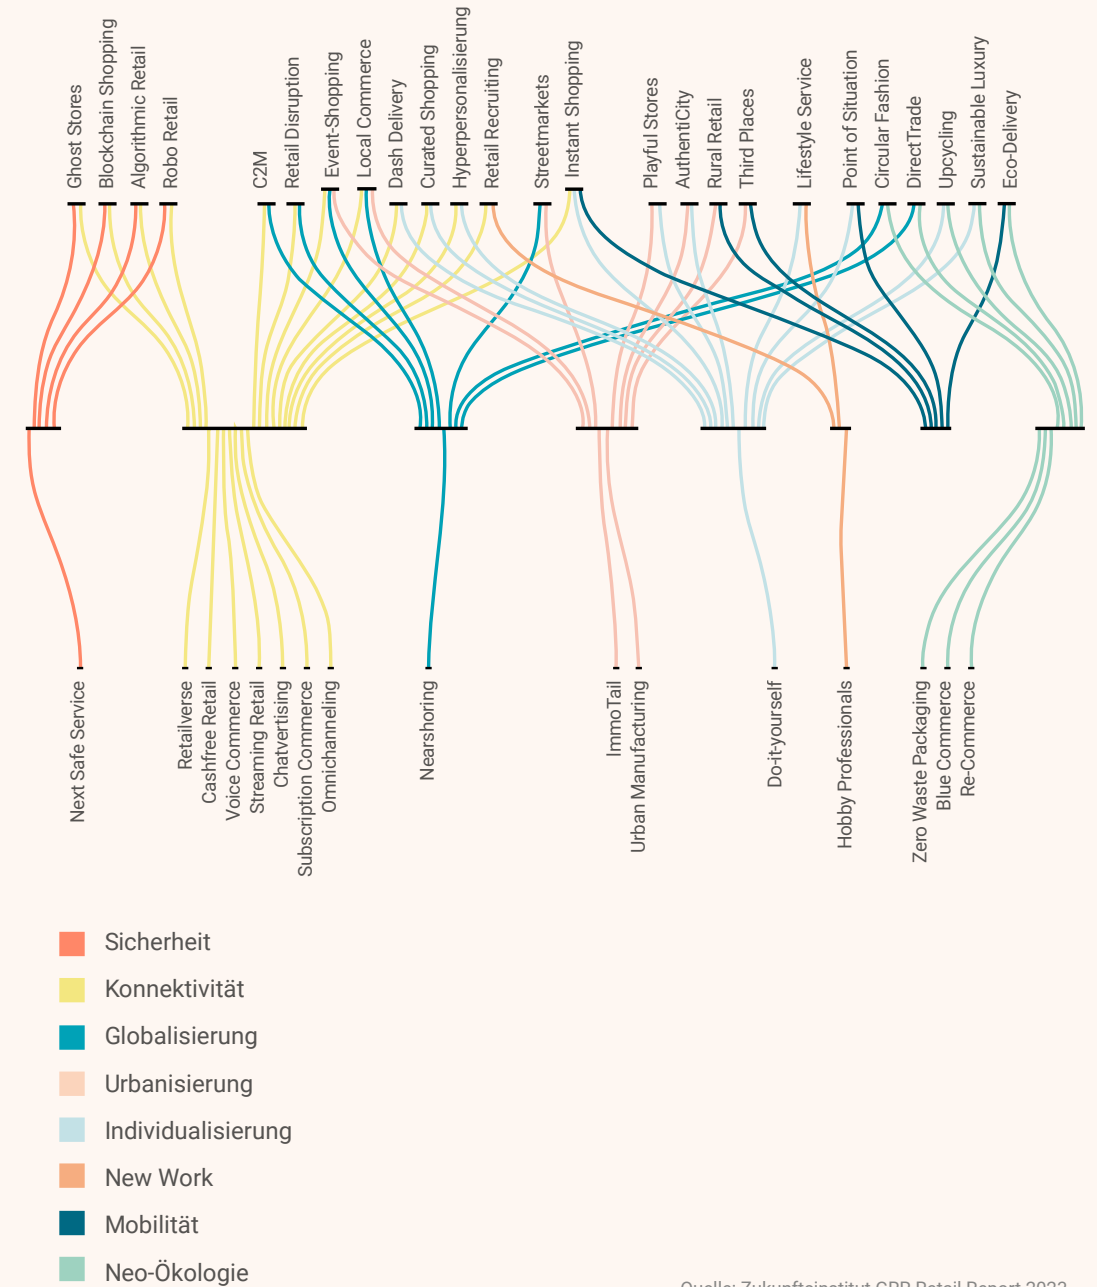 Ghost Stores
Blockchain Shopping
Algorithmic Retail
Robo Retail
C2M
Retail Disruption
Event-Shopping
Local Commerce
Dash Delivery
Curated Shopping
Hyperpersonalisierung
Retail Recruiting
Streetmarkets
Instant Shopping
Playful Stores
AuthentiCity
Rural Retail
Third Places
Lifestyle Service
Point of Situation
Circular Fashion
DirectTrade
Upcycling
Sustainable Luxury
Eco-Delivery
Next Safe Service
Retailverse
Cashfree Retail
Voice Commerce
Streaming Retail
Chatvertising
Subscription Commerce
Omnichanneling
Nearshoring
ImmoTail
Urban Manufacturing
Do-it-yourself
Hobby Professionals
Zero Waste Packaging
Blue Commerce
Re-Commerce
Sicherheit
Konnektivität
Globalisierung
Urbanisierung
Individualisierung
New Work
Mobilität
Neo-Ökologie